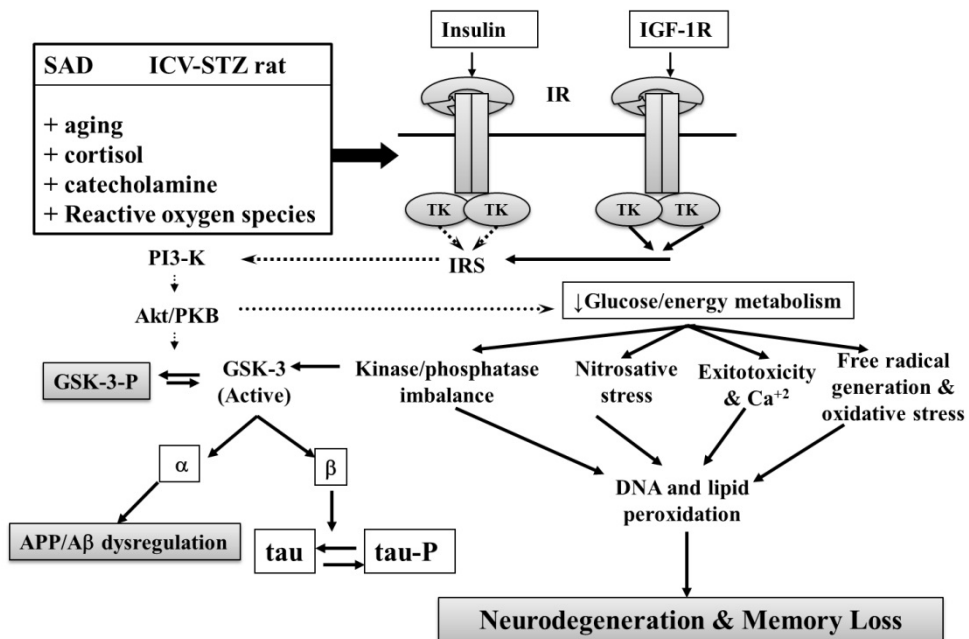 Insulin
IGF-1R
SAD ICV-STZ rat
+ aging
+ cortisol
+ catecholamine
+ Reactive oxygen species
IR
TK TK
TK TK
PI3-K
IRS
Akt/PKB
↓Glucose/energy metabolism
GSK-3-P
GSK-3
(Active)
Kinase/phosphatase
imbalance
Nitrosative
stress
Exitotoxicity
& Ca+2
Free radical
generation &
oxidative stress
α
β
DNA and lipid
peroxidation
APP/Aβ dysregulation
tau
tau-P
Neurodegeneration & Memory Loss